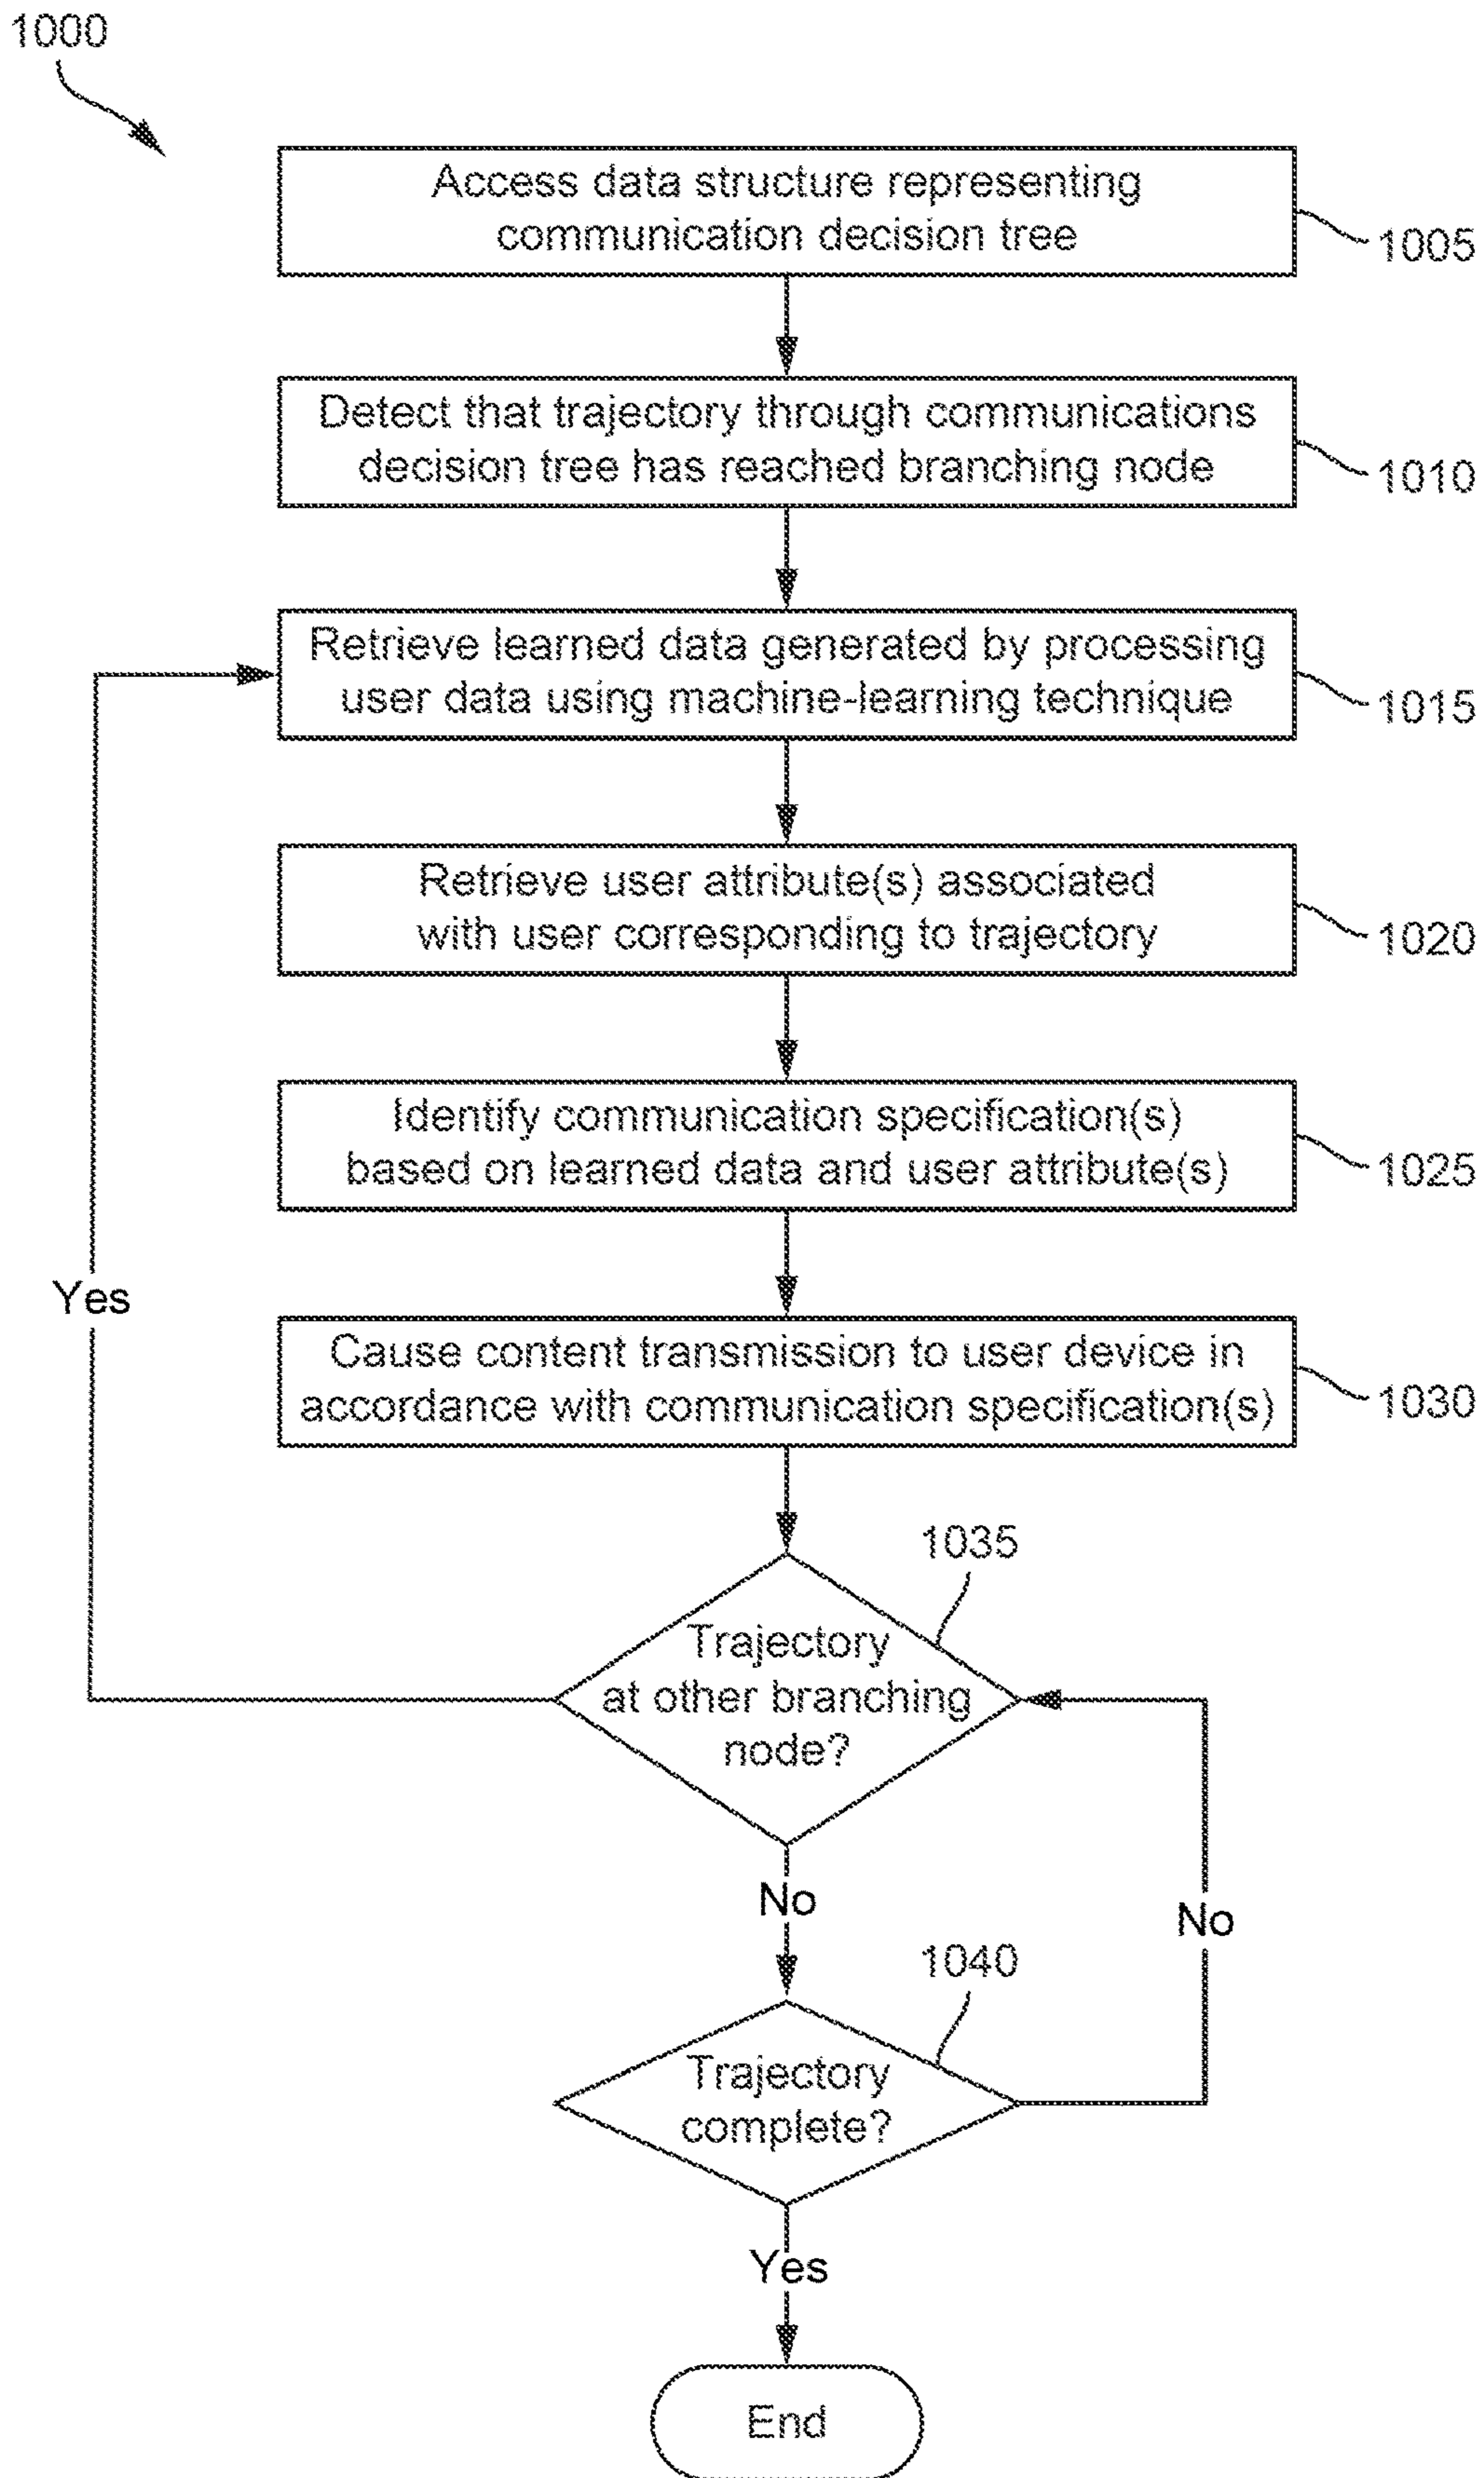 1000
Access data structure representing
communication decision tree
1005
Detect that trajectory through communications
decision tree has reached branching node
1010
Retrieve learned data generated by processing
user data using machine-learning technique
1015
Retrieve user attribute(s) associated
with user corresponding to trajectory
1020
Identify communication specification(s)
based on learned data and user attribute(s)
1025
Yes
Cause content transmission to user device in
accordance with communication specification(s)
1030
1035
Trajectory
at other branching
node?
No
No
1040
Trajectory
complete?
Yes
End